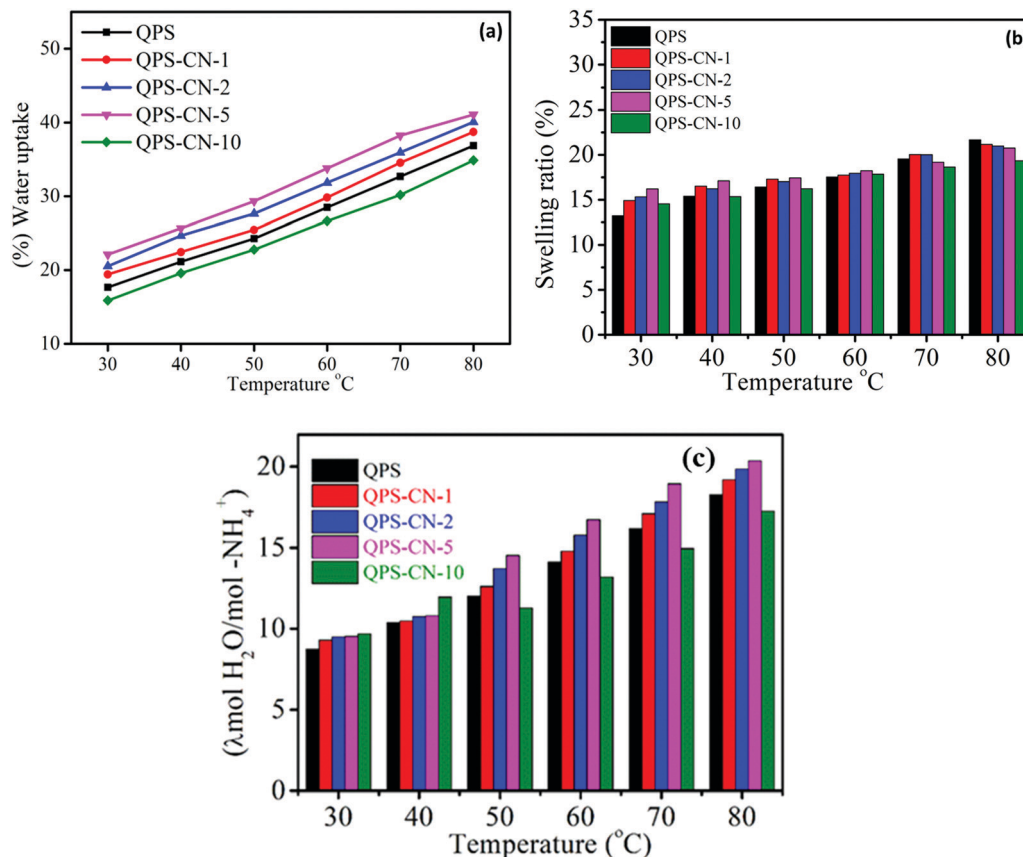 (a)
QPS
QPS-CN-1
QPS-CN-2
QPS-CN-5
QPS-CN-10
50
40
30
20
10
(%) Water uptake
30 40 50 60 70 80
Temperature °C
(b
QPS
QPS-CN-1
QPS-CN-2
QPS-CN-5
QPS-CN-10
35
30
25
20
15
10
5
0
Swelling ratio (%)
30 40 50 60 70 80
Temperature °C
(c)
QPS
QPS-CN-1
QPS-CN-2
QPS-CN-5
QPS-CN-10
20
15
10
5
0
(λmol H₂O/mol -NH₄⁺)
30 40 50 60 70 80
Temperature (°C)